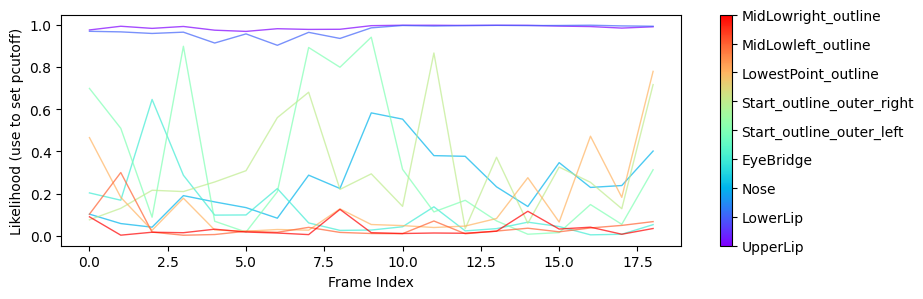 Likelihood (use to set pcutoff)
1.0
0.8
0.6
0.4
0.2
0.0
0.0 2.5 5.0 7.5 10.0 12.5 15.0 17.5
Frame Index
MidLowright_outline
MidLowleft_outline
LowestPoint_outline
Start_outline_outer_right
Start_outline_outer_left
EyeBridge
Nose
LowerLip
UpperLip